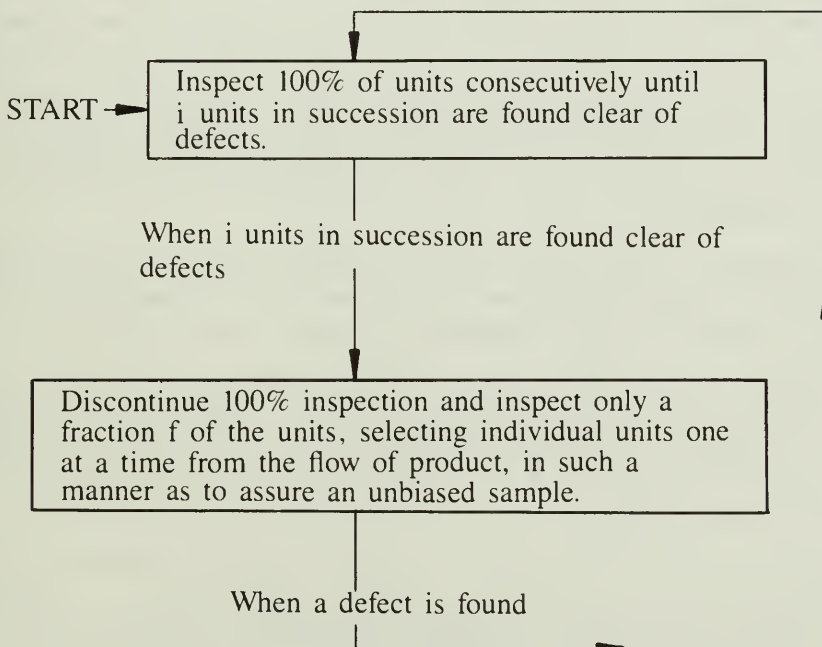 START
Inspect 100% of units consecutively until
i units in succession are found clear of
defects.
When i units in succession are found clear of
defects
Discontinue 100% inspection and inspect only a
fraction f of the units, selecting individual units one
at a time from the flow of product, in such a
manner as to assure an unbiased sample.
When a defect is found